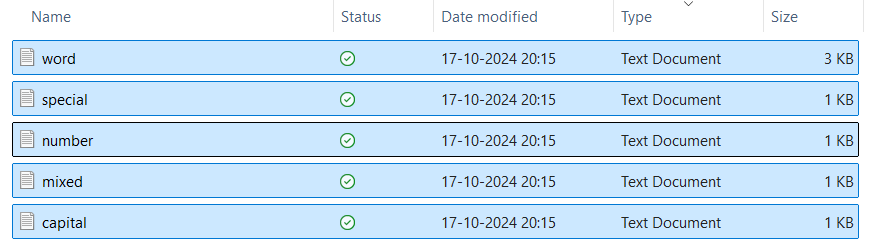 Name Status Date modified Type Size
word 17-10-2024 20:15 Text Document 3 KB
special 17-10-2024 20:15 Text Document 1 KB
number 17-10-2024 20:15 Text Document 1 KB
mixed 17-10-2024 20:15 Text Document 1 KB
capital 17-10-2024 20:15 Text Document 1 KB